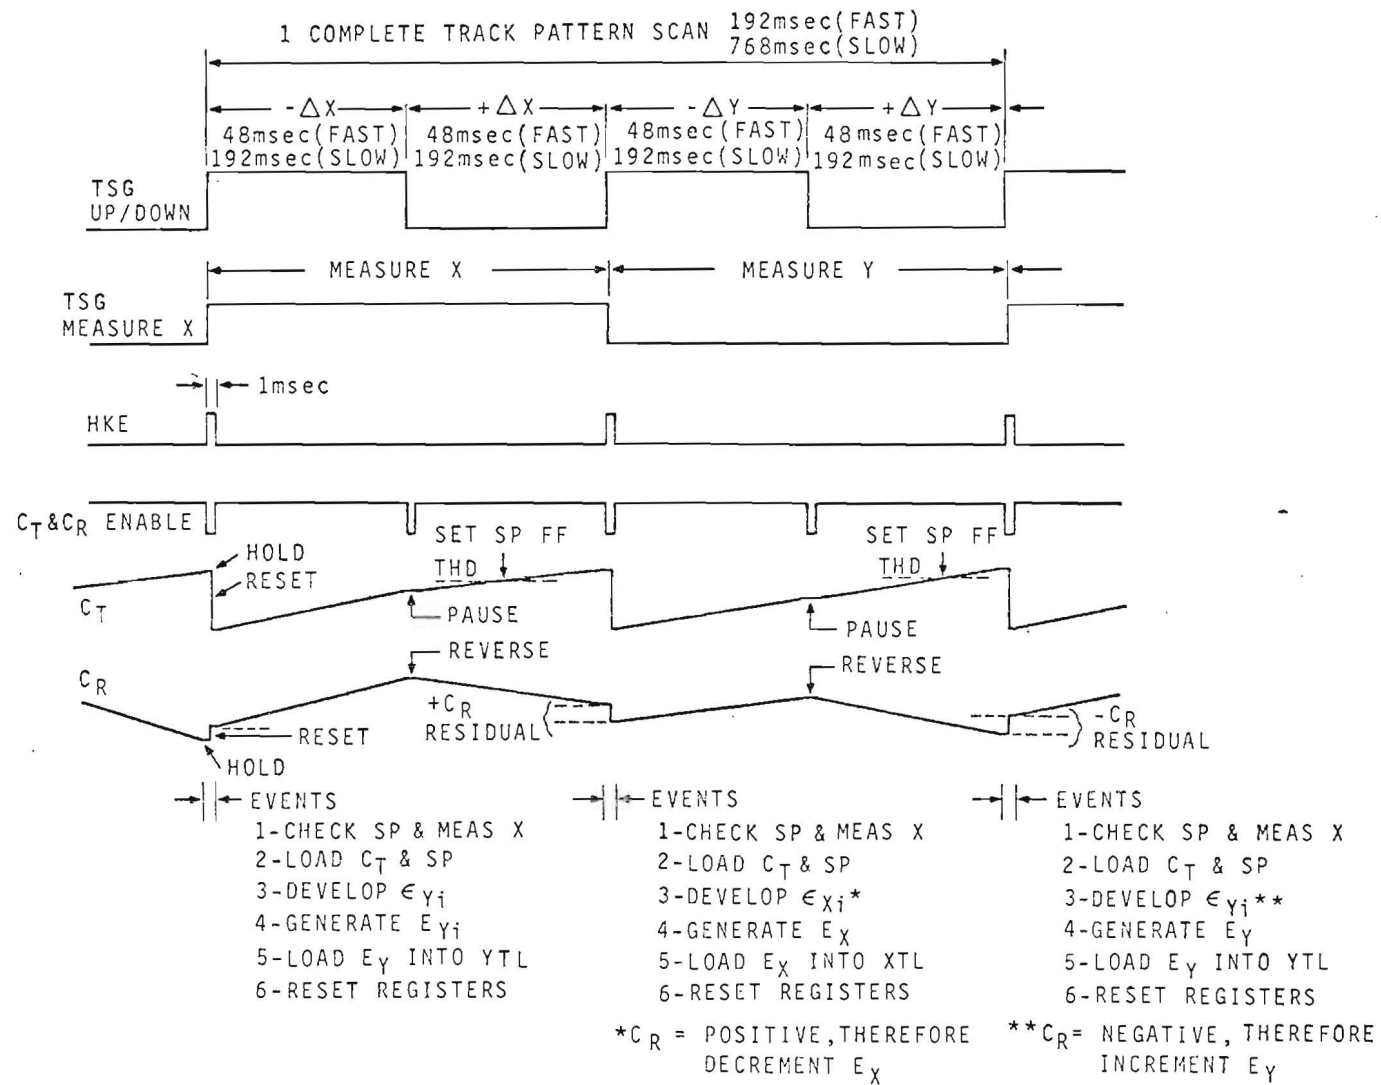 1 COMPLETE TRACK PATTERN SCAN 192msec(FAST)
768msec(SLOW)
-△X +△X -△Y +△Y
48msec(FAST) 48msec(FAST) 48msec(FAST) 48msec(FAST)
192msec(SLOW) 192msec(SLOW) 192msec(SLOW) 192msec(SLOW)
TSG
UP/DOWN
MEASURE X MEASURE Y
TSG
MEASURE X
1msec
HKE
CT&CR ENABLE
SET SP FF SET SP FF
HOLD
THD THD
RESET
CT
PAUSE PAUSE
REVERSE REVERSE
CR
+CR
RESIDUAL
-CR
RESIDUAL
RESET
HOLD
EVENTS
1-CHECK SP & MEAS X
2-LOAD CT & SP
3-DEVELOP ϵYi
4-GENERATE EYi
5-LOAD EY INTO YTL
6-RESET REGISTERS
EVENTS
1-CHECK SP & MEAS X
2-LOAD CT & SP
3-DEVELOP ϵXi*
4-GENERATE EX
5-LOAD EX INTO XTL
6-RESET REGISTERS
*CR = POSITIVE,THEREFORE
DECREMENT EX
EVENTS
1-CHECK SP & MEAS X
2-LOAD CT & SP
3-DEVELOP ϵYi**
4-GENERATE EY
5-LOAD EY INTO YTL
6-RESET REGISTERS
**CR= NEGATIVE, THEREFORE
INCREMENT EY